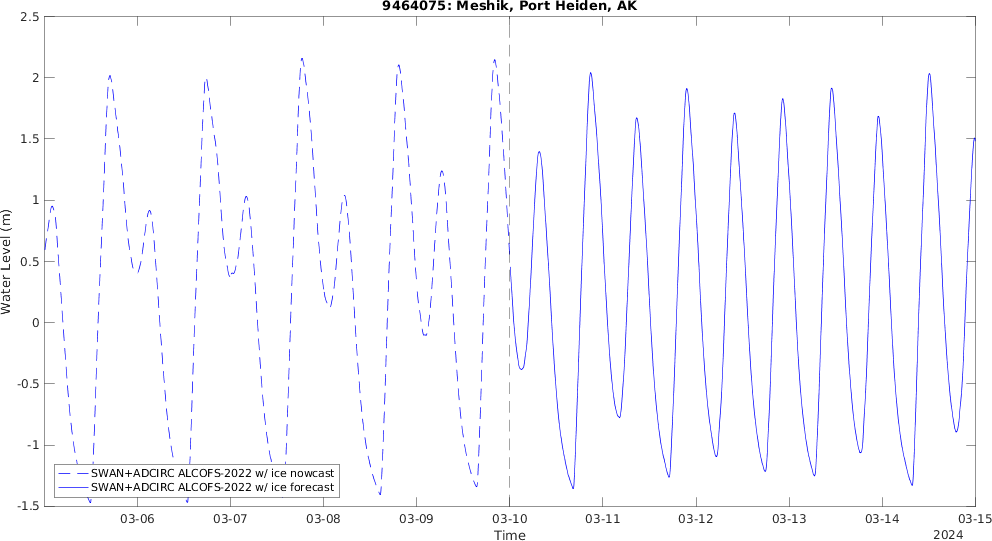 9464075: Meshik, Port Heiden, AK
2.5
2
1.5
1
0.5
0
-0.5
-1
-1.5
Water Level (m)
SWAN+ADCIRC ALCOFS-2022 w/ ice nowcast
SWAN+ADCIRC ALCOFS-2022 w/ ice forecast
03-06 03-07 03-08 03-09 03-10 03-11 03-12 03-13 03-14 03-15
Time
2024